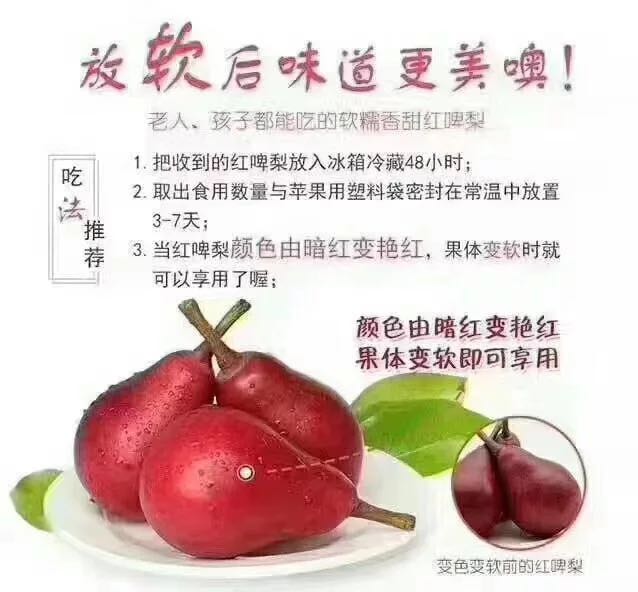 放软后味道更美噢！
老人、孩子都能吃的软糯香甜红啤梨
吃法推荐
1. 把收到的红啤梨放入冰箱冷藏48小时；
2. 取出食用数量与苹果用塑料袋密封在常温中放置
3-7天；
3. 当红啤梨颜色由暗红变艳红，果体变软时就
可以享用了喔；
颜色由暗红变艳红
果体变软即可享用
变色变软前的红啤梨